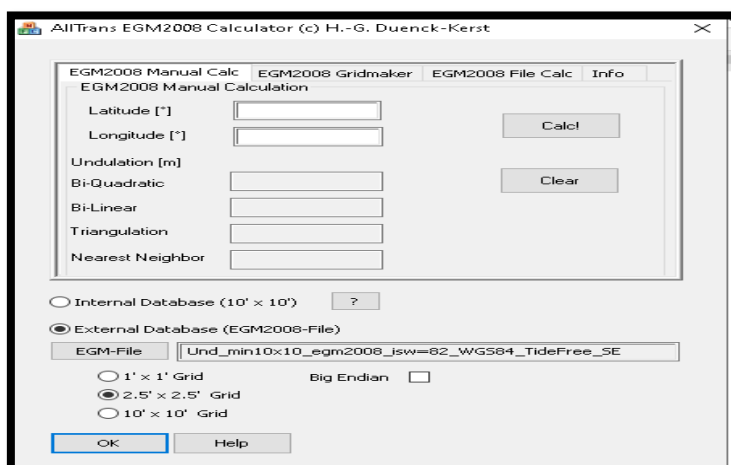 AllTrans EGM2008 Calculator (c) H.-G. Duenck-Kerst
EGM2008 Manual Calc EGM2008 Gridmaker EGM2008 File Calc Info
EGM2008 Manual Calculation
Latitude [°]
Longitude [°]
Calc!
Undulation [m]
Bi-Quadratic
Clear
Bi-Linear
Triangulation
Nearest Neighbor
Internal Database (10' x 10') ?
External Database (EGM2008-File)
EGM-File Und_min10x10_egm2008_isw=82_WGS84_TideFree_SE
1' x 1' Grid Big Endian
2.5' x 2.5' Grid
10' x 10' Grid
OK Help